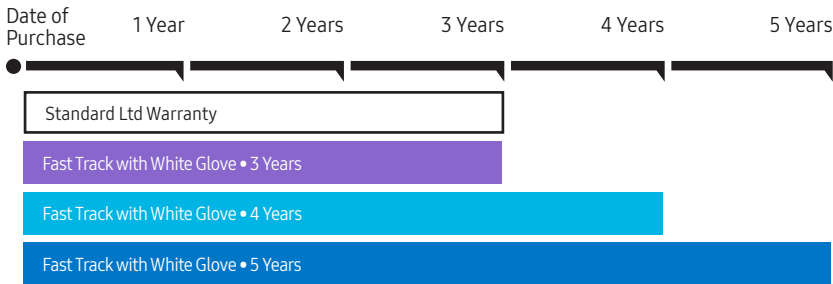 Date of
Purchase
1 Year
2 Years
3 Years
4 Years
5 Years
Standard Ltd Warranty
Fast Track with White Glove • 3 Years
Fast Track with White Glove • 4 Years
Fast Track with White Glove • 5 Years